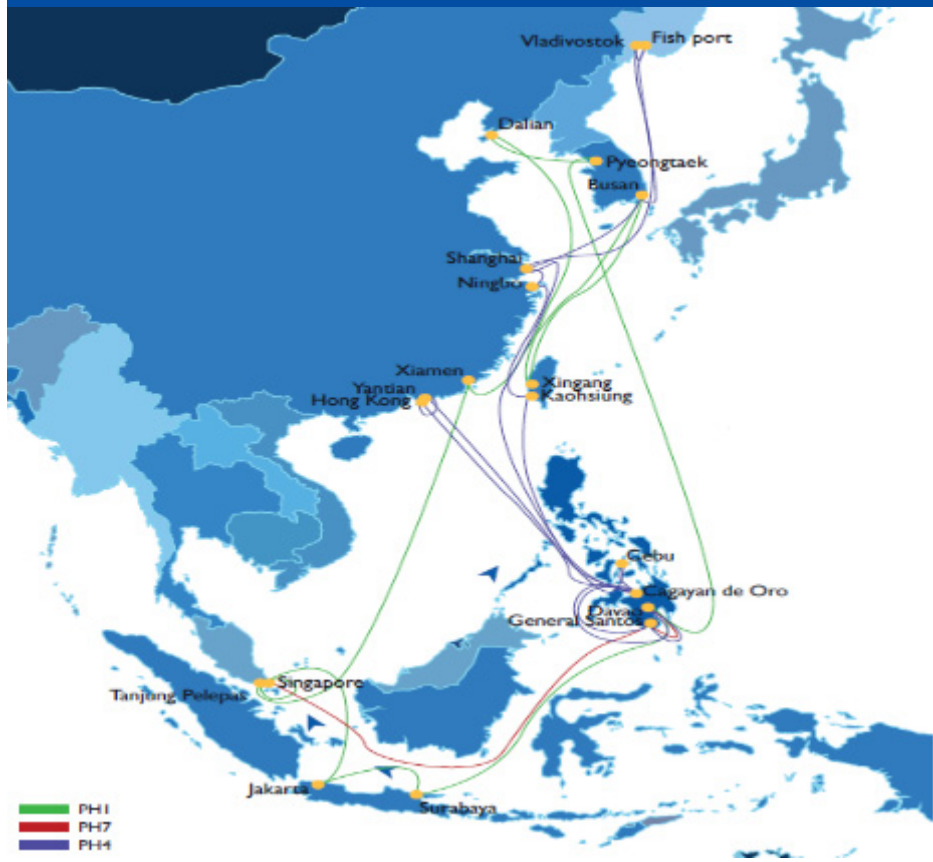 Vladivostok Fish port
Dalian
Pyeongtaek
Busan
Shanghai
Ningbo
Xiamen
Yantian
Hong Kong
Xingang
Kaohsiung
Cebu
Cagayan de Oro
Davao
General Santos
Singapore
Tanjung Pelepas
Jakarta
Surabaya
PH1
PH7
PH4